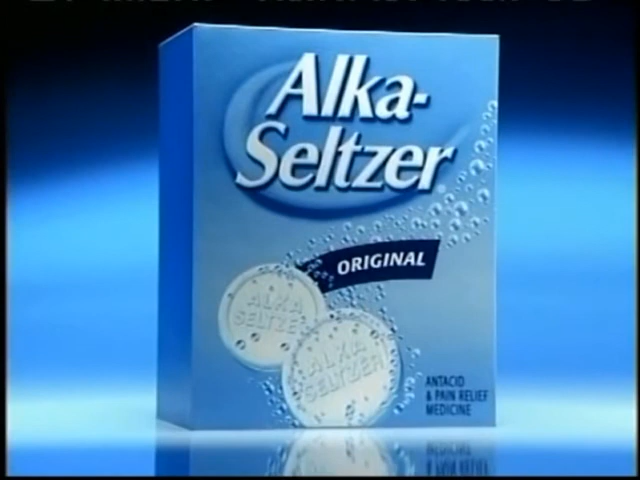 Alka-
Seltzer®
ORIGINAL
ALKA
SELTZER
ALKA
SELTZER
ANTACID
& PAIN RELIEF
MEDICINE